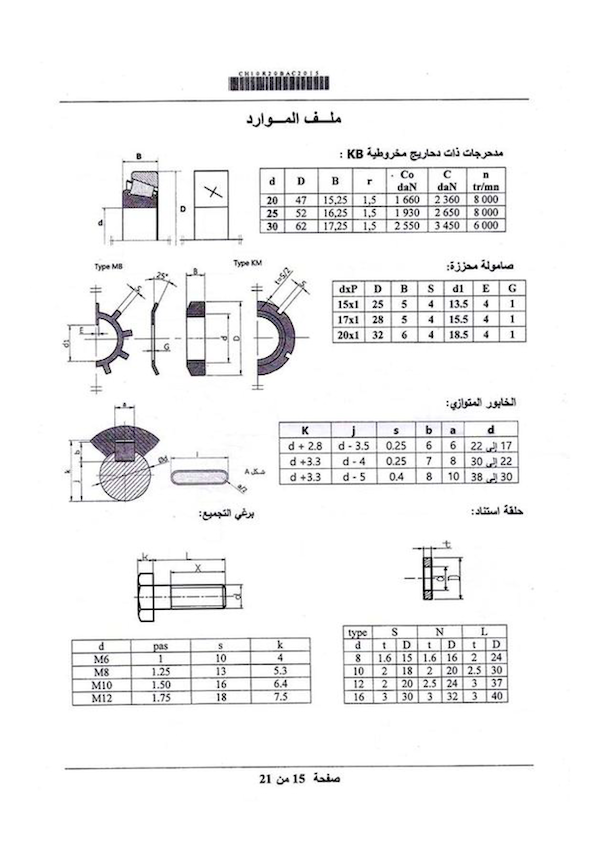 CH10R20BAC2015
ملـــف المـــوارد
مدحرجات ذات دحاريج مخروطية KB :
B
D
d
d D B r Co daN C daN n tr/mn
20 47 15,25 1,5 1 660 2 360 8 000
25 52 16,25 1,5 1 930 2 650 8 000
30 62 17,25 1,5 2 550 3 450 6 000
صامولة محززة:
Type MB
Type KM
25°
S
B
t=S/2
S
E
d1
G
d
D
dxP D B S d1 E G
15x1 25 5 4 13.5 4 1
17x1 28 5 4 15.5 4 1
20x1 32 6 4 18.5 4 1
الخابور المتوازي:
a
k
b
j
Ød
l
شكل A
a/2
K j s b a d
d + 2.8 d - 3.5 0.25 6 6 17 إلى 22
d +3.3 d - 4 0.25 7 8 22 إلى 30
d +3.3 d - 5 0.4 8 10 30 إلى 38
حلقة استناد:
برغي التجميع:
k
L
X
d
t
d
D
d pas s k
M6 1 10 4
M8 1.25 13 5.3
M10 1.50 16 6.4
M12 1.75 18 7.5
type S N L
d t D t D t D
8 1.6 15 1.6 16 2 24
10 2 18 2 20 2.5 30
12 2 20 2.5 24 3 37
16 3 30 3 32 3 40
صفحة 15 من 21